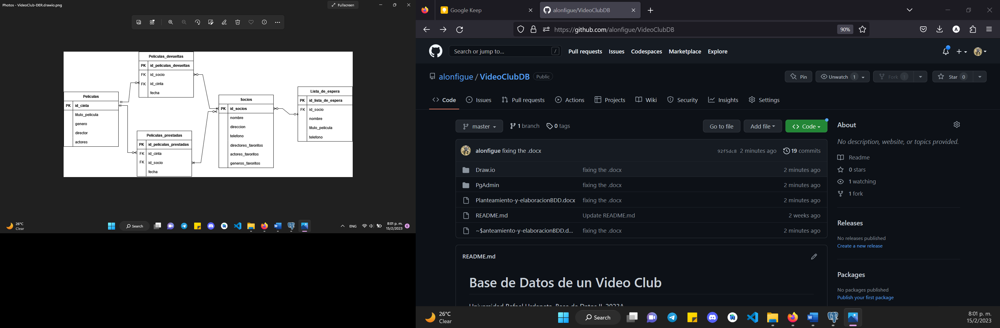 Photos - VideoClub-DER.drawio.png
Fullscreen
Peliculas_devueltas
PK id_peliculas_devueltas
FK id_socio
FK id_cinta
fecha
Peliculas
PK id_cinta
titulo_pelicula
genero
director
actores
Peliculas_prestadas
PK id_peliculas_prestadas
FK id_cinta
FK id_socio
fecha
Socios
PK id_socios
nombre
direccion
telefono
directores_favoritos
actores_favoritos
generos_favoritos
Lista_de_espera
PK id_lista_de_espera
FK id_socio
nombre
titulo_pelicula
telefono
26°C
Clear
Search
ENG
8:01 p. m.
15/2/2023
6
Google Keep
alonfigue/VideoClubDB
https://github.com/alonfigue/VideoClubDB
90%
A
Search or jump to...
/
Pull requests Issues Codespaces Marketplace Explore
alonfigue / VideoClubDB Public
Pin
Unwatch 1
Fork 1
Star 0
Code Issues Pull requests Actions Projects Wiki Security Insights Settings
master
1 branch
0 tags
Go to file
Add file
Code
alonfigue fixing the .docx 92f5dc8 2 minutes ago 19 commits
Draw.io fixing the .docx 2 minutes ago
PgAdmin fixing the .docx 2 minutes ago
Planteamiento-y-elaboracionBDD.docx fixing the .docx 2 minutes ago
README.md Update README.md 2 weeks ago
~$anteamiento-y-elaboracionBDD.d... fixing the .docx 2 minutes ago
README.md
Base de Datos de un Video Club
Universidad Rafael Urdaneta, Base de Datos II, 2023A
About
No description, website, or topics provided.
Readme
0 stars
1 watching
1 fork
Releases
No releases published
Create a new release
Packages
No packages published
Publish your first package
26°C
Clear
Search
8:01 p. m.
15/2/2023